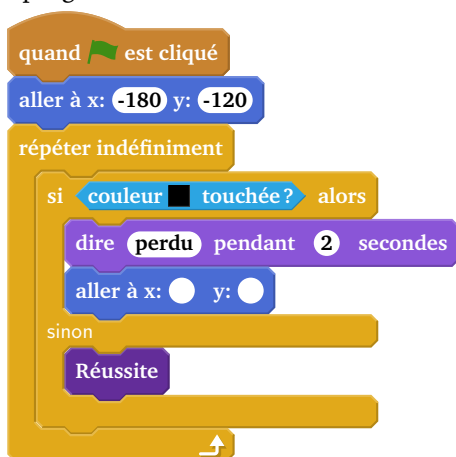 quand est cliqué
aller à x: -180 y: -120
répéter indéfiniment
si couleur touchée? alors
dire perdu pendant 2 secondes
aller à x: y:
sinon
Réussite